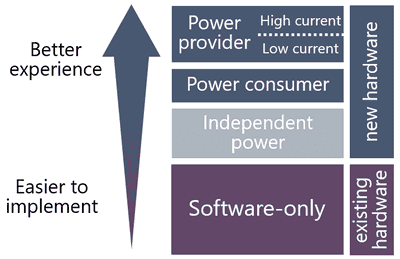 Better
experience
Easier to
implement
Power
provider
High current
Low current
Power consumer
Independent
power
Software-only
new hardware
existing
hardware